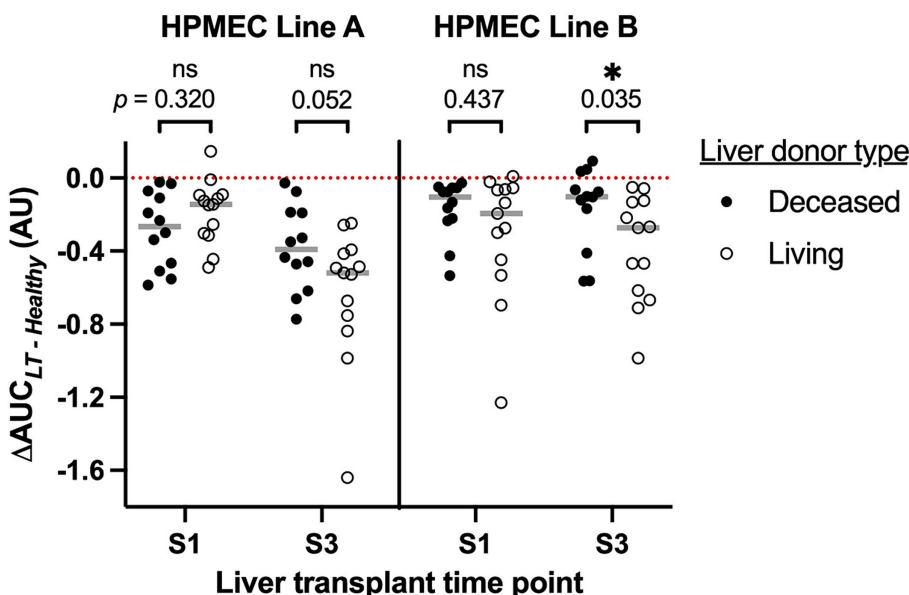 HPMEC Line A HPMEC Line B
ns ns ns *
p = 0.320 0.052 0.437 0.035
Liver donor type
Deceased
Living
ΔAUC LT - Healthy (AU)
0.0
-0.4
-0.8
-1.2
-1.6
S1 S3 S1 S3
Liver transplant time point